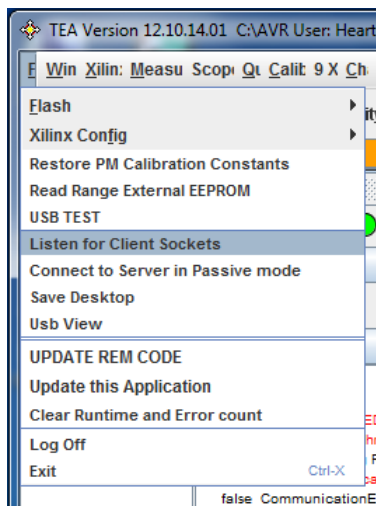 TEA Version 12.10.14.01 C:\AVR User: Heart
F Win Xilin: Measu Scop Qu Calib 9 X Ch
Flash
Xilinx Config
Restore PM Calibration Constants
Read Range External EEPROM
USB TEST
Listen for Client Sockets
Connect to Server in Passive mode
Save Desktop
Usb View
UPDATE REM CODE
Update this Application
Clear Runtime and Error count
Log Off
Exit Ctrl-X
false CommunicationE